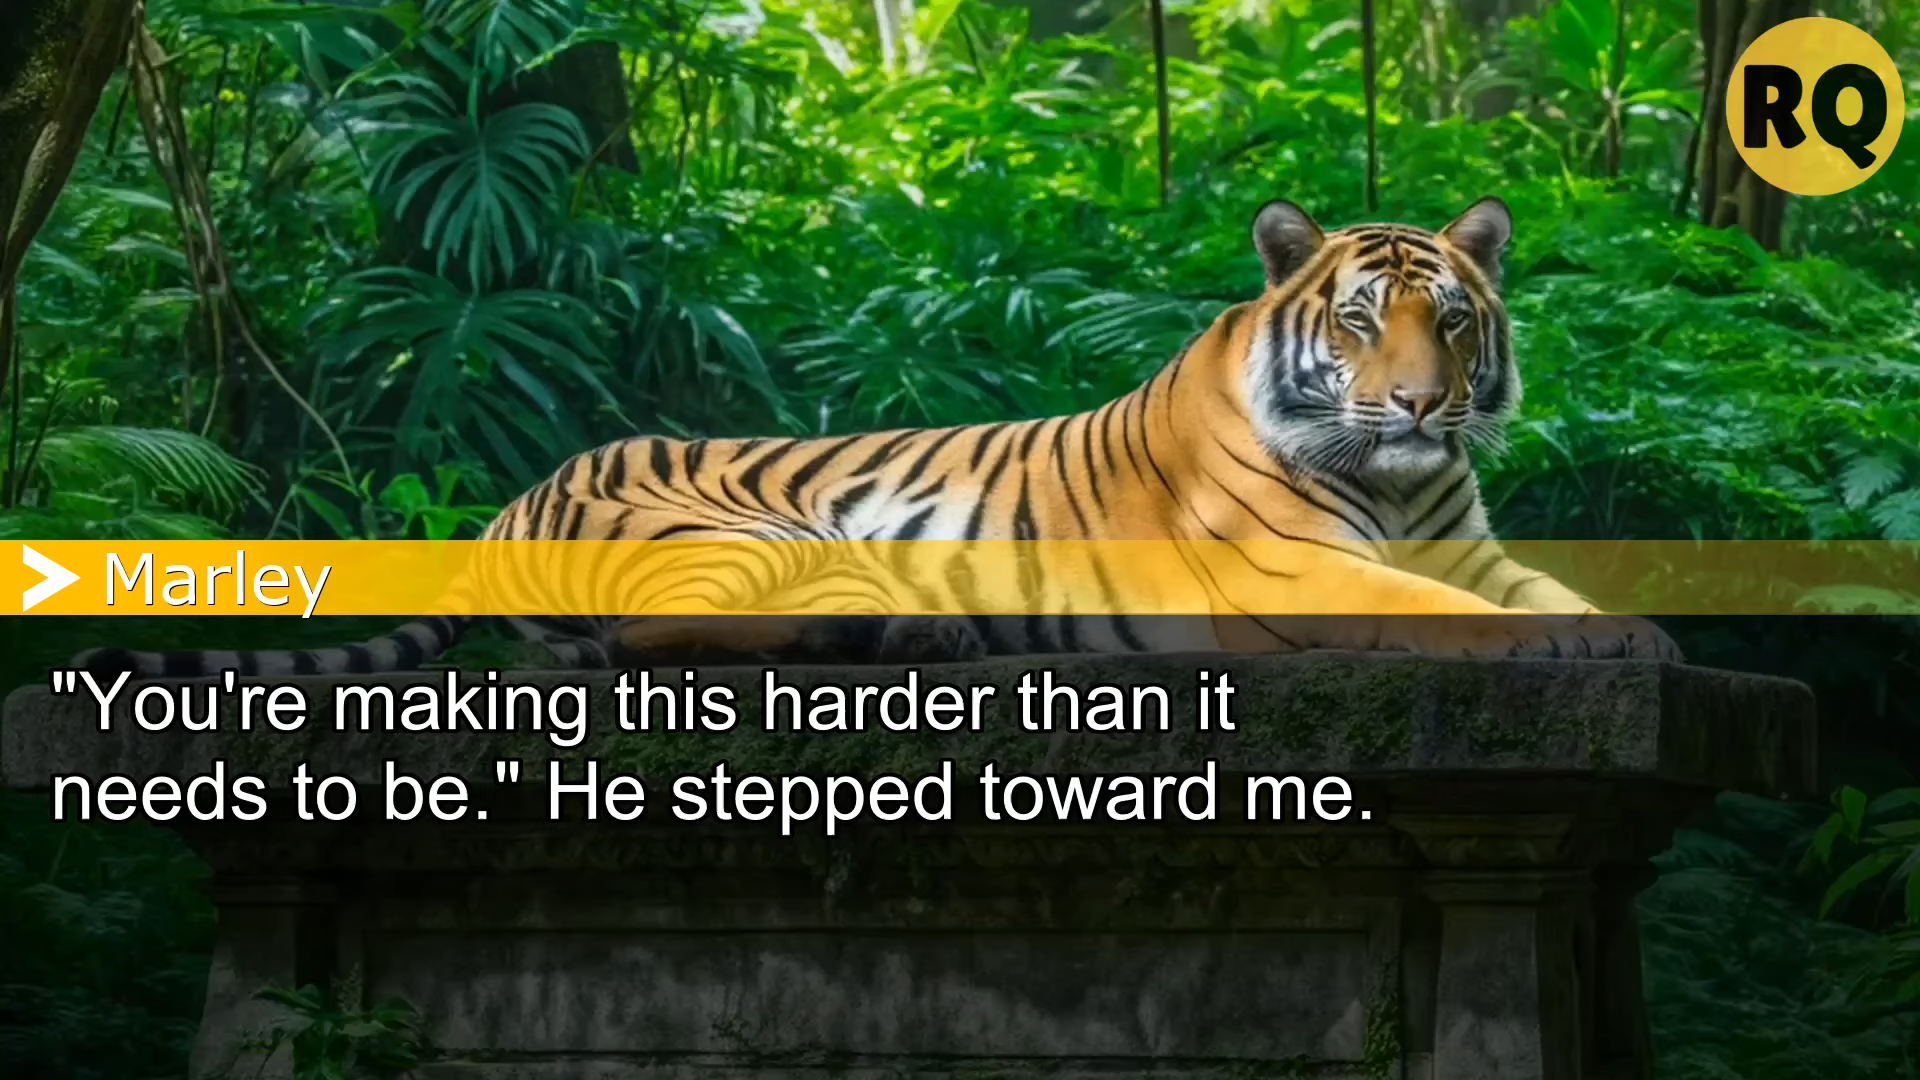 RQ
Marley
"You're making this harder than it
needs to be." He stepped toward me.